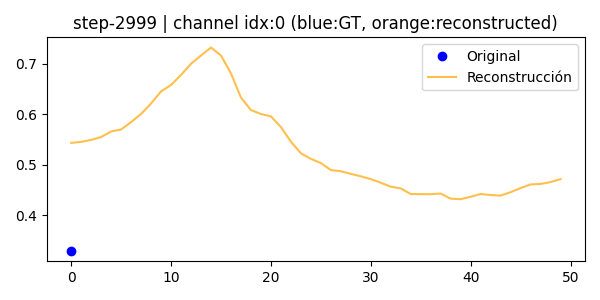 step-2999 | channel idx:0 (blue:GT, orange:reconstructed)
Original
Reconstrucción
0.7
0.6
0.5
0.4
0 10 20 30 40 50